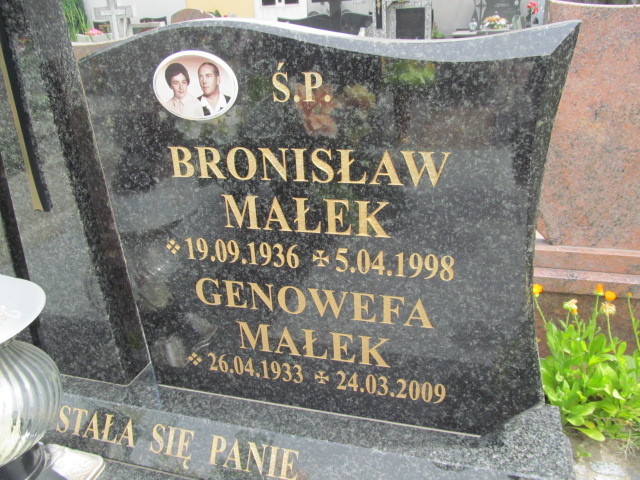 Ś.P.
BRONISŁAW
MAŁEK
19.09.1936 ✠ 5.04.1998
GENOWEFA
MAŁEK
26.04.1933 ✠ 24.03.2009
STAŁA SIĘ PANIE